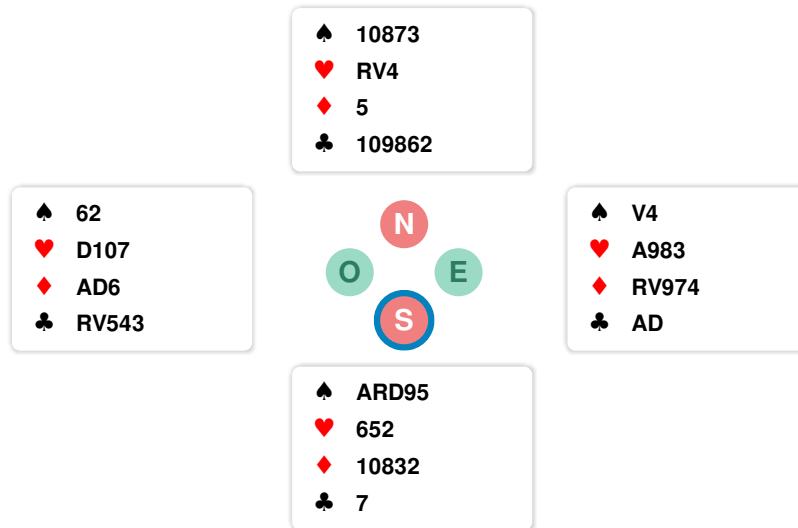 ♠ 10873
♥ RV4
♦ 5
♣ 109862
♠ 62
♥ D107
♦ AD6
♣ RV543
N
O E
S
♠ V4
♥ A983
♦ RV974
♣ AD
♠ ARD95
♥ 652
♦ 10832
♣ 7